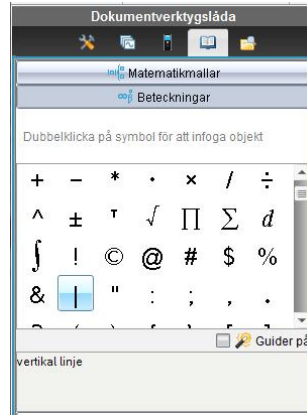 Dokumentverktygslåda
Matematikmallar
Beteckningar
Dubbelklicka på symbol för att infoga objekt
+ − * · × / ÷
^ ± ᵀ √ ∏ ∑ d
∫ ! © @ # $ %
& | " : ; , .
Guider på
vertikal linje